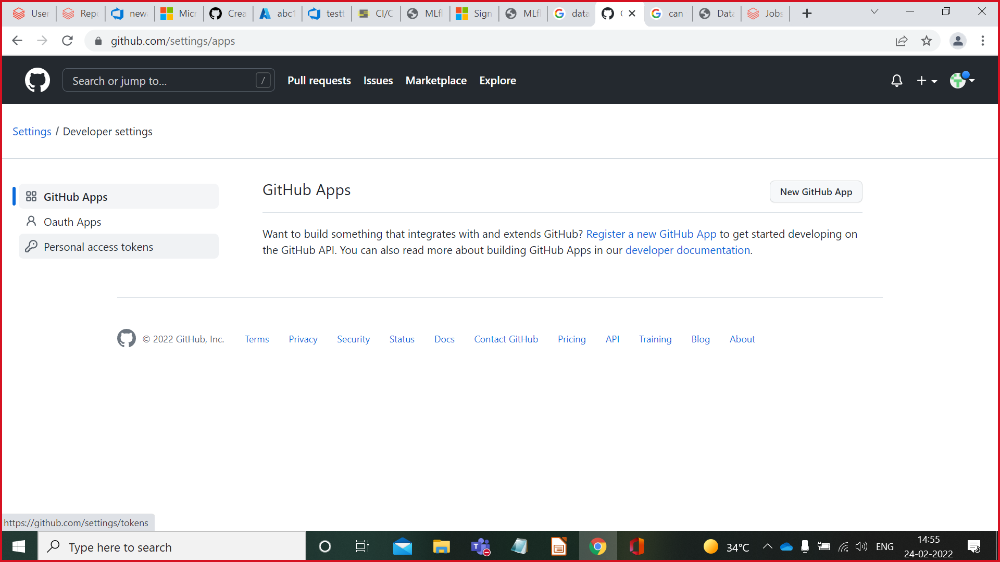 User
Repo
new
Micr
Crea
abc1
testt
CI/C
MLfl
Sign
MLfl
data
can
Data
Jobs
github.com/settings/apps
Search or jump to...
/
Pull requests
Issues
Marketplace
Explore
Settings / Developer settings
GitHub Apps
Oauth Apps
Personal access tokens
GitHub Apps
New GitHub App
Want to build something that integrates with and extends GitHub? Register a new GitHub App to get started developing on
the GitHub API. You can also read more about building GitHub Apps in our developer documentation.
© 2022 GitHub, Inc.
Terms
Privacy
Security
Status
Docs
Contact GitHub
Pricing
API
Training
Blog
About
https://github.com/settings/tokens
Type here to search
34°C
ENG
14:55
24-02-2022